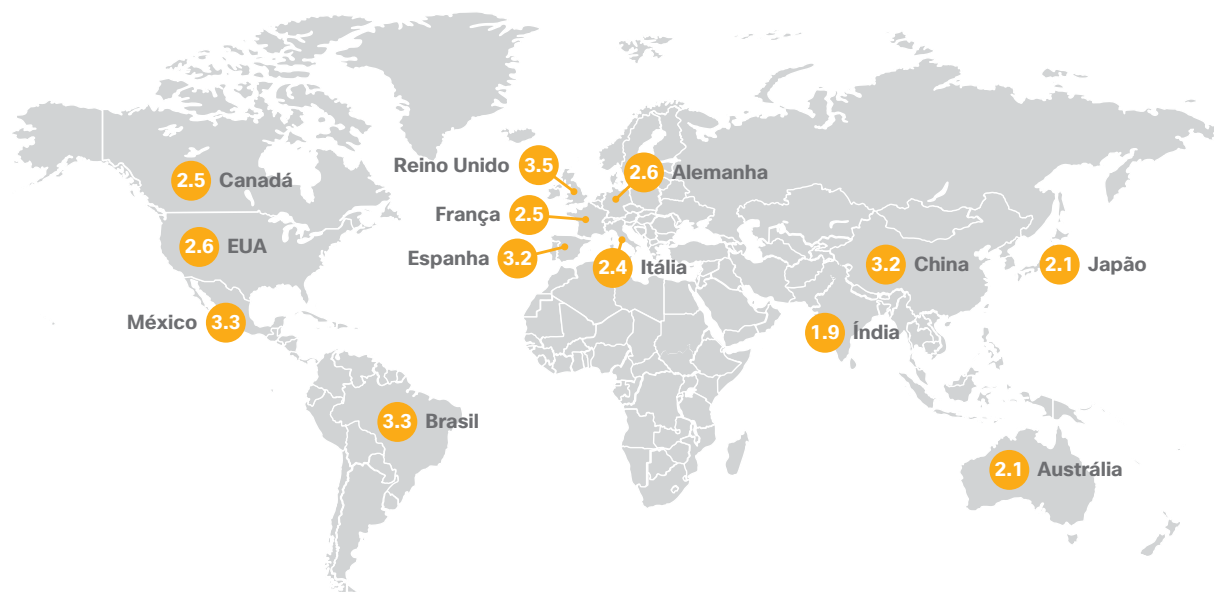 Reino Unido 3.5
2.6 Alemanha
2.5 Canadá
França 2.5
2.6 EUA
Espanha 3.2
2.4 Itália
3.2 China
2.1 Japão
México 3.3
1.9 Índia
3.3 Brasil
2.1 Austrália